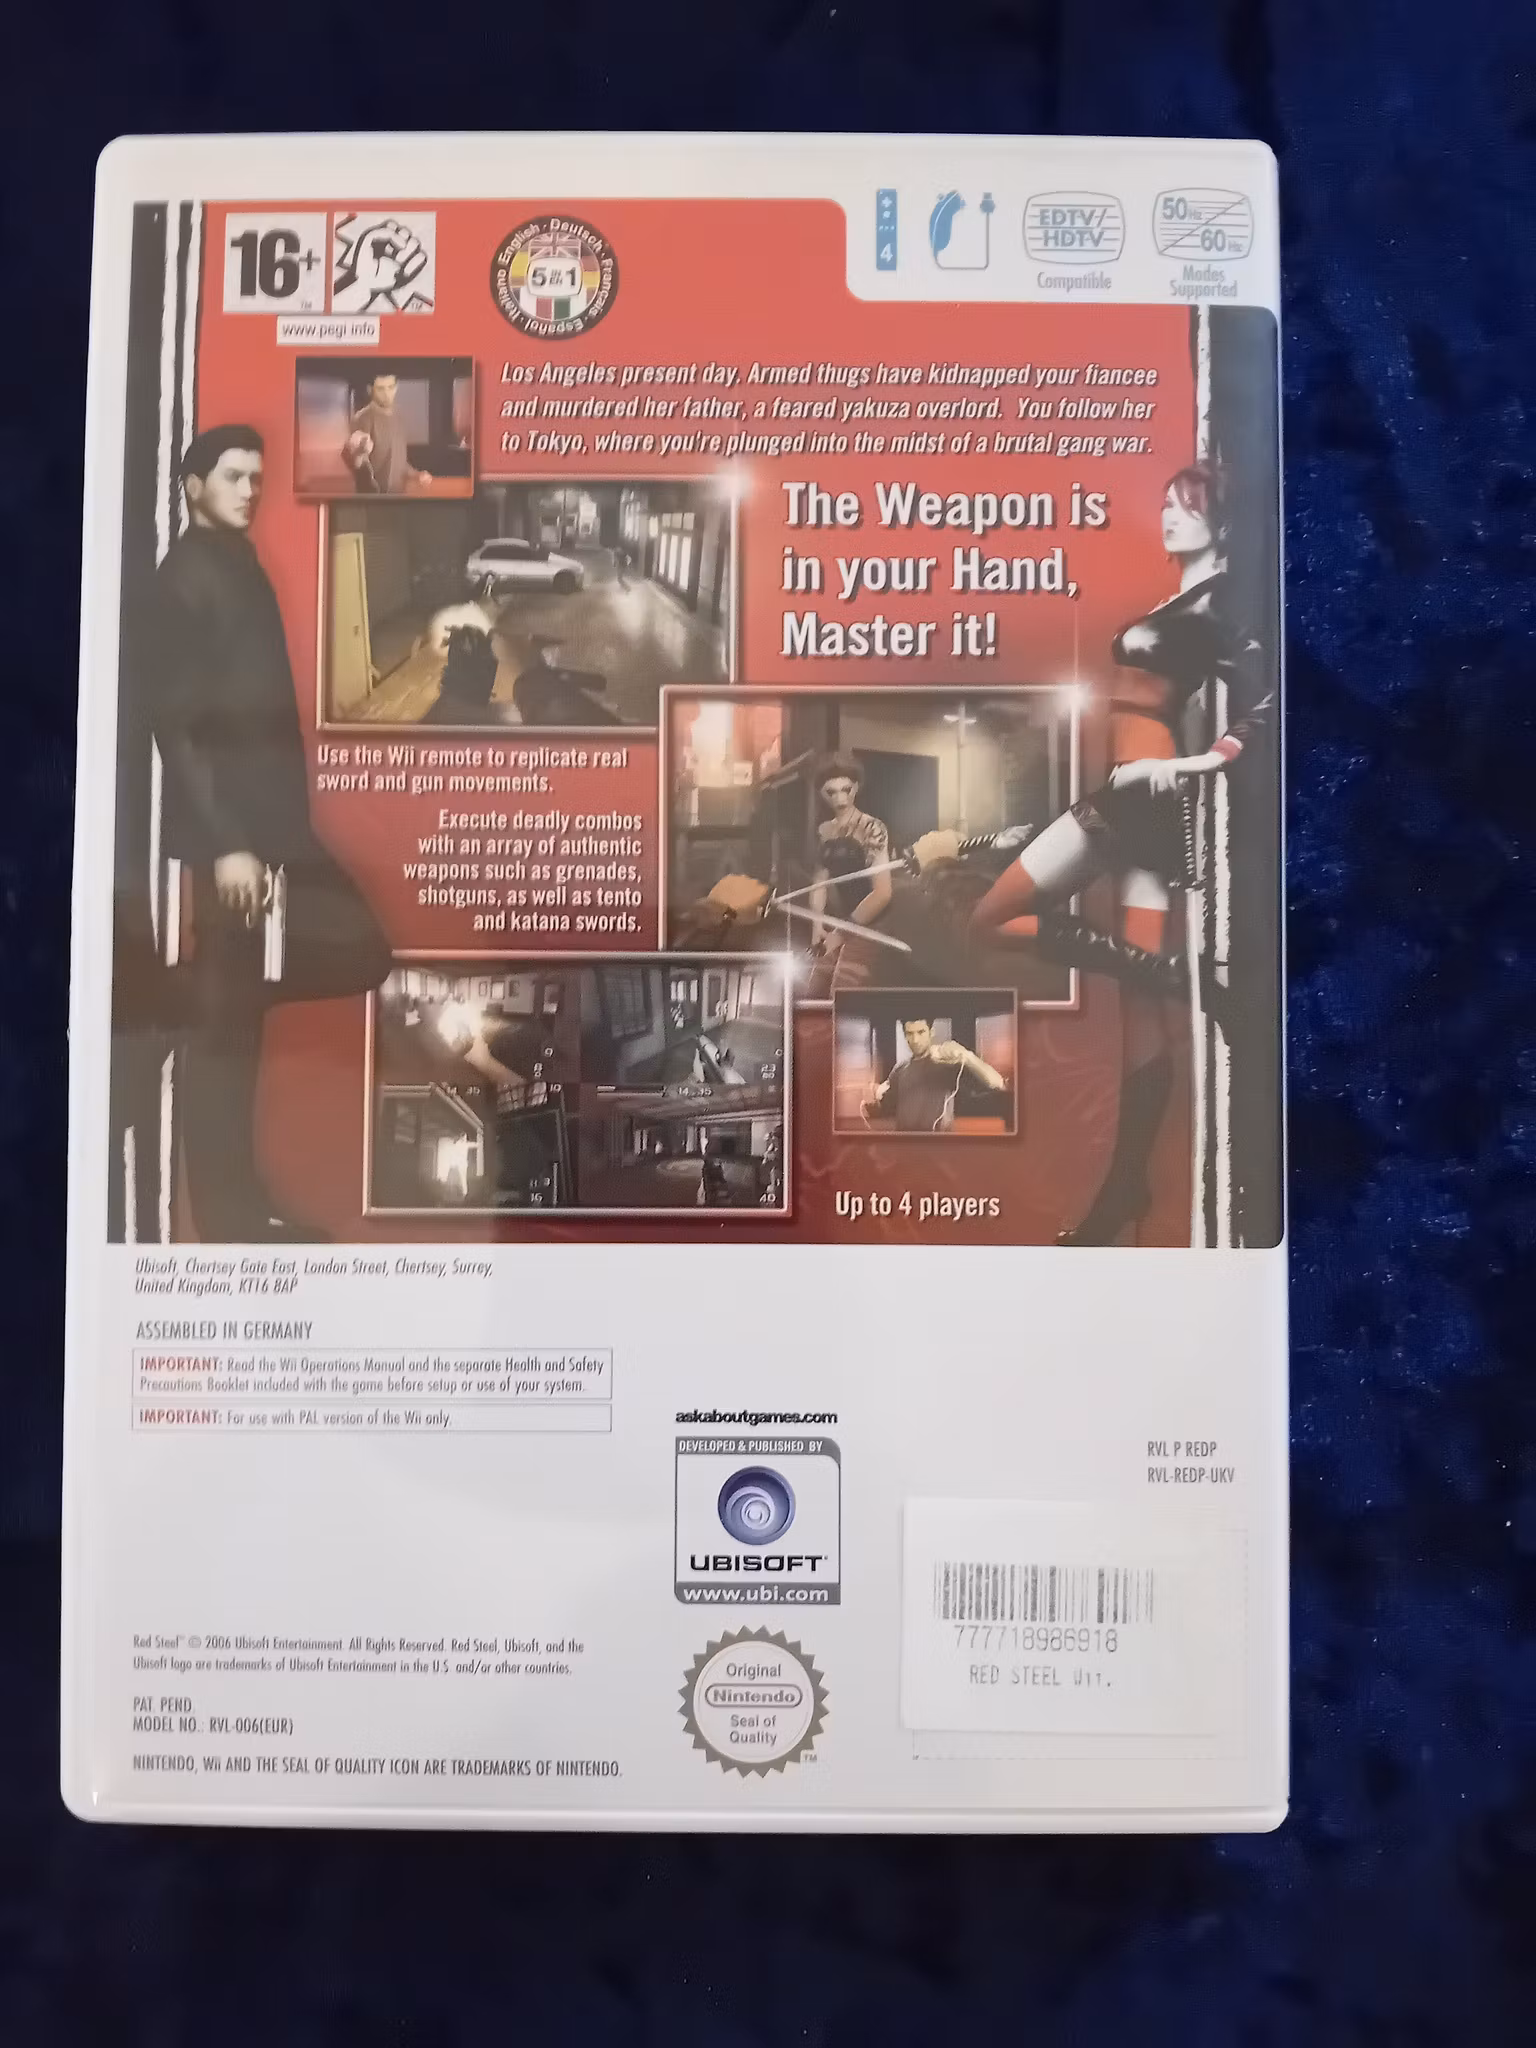 16+
™
™
www.pegi.info
English · Deutsch · Français · Español · Italiano
5 IN 1
4
EDTV/
HDTV
Compatible
50Hz
60Hz
Modes
Supported
Los Angeles present day. Armed thugs have kidnapped your fiancee
and murdered her father, a feared yakuza overlord. You follow her
to Tokyo, where you're plunged into the midst of a brutal gang war.
The Weapon is
in your Hand,
Master it!
Use the Wii remote to replicate real
sword and gun movements.
Execute deadly combos
with an array of authentic
weapons such as grenades,
shotguns, as well as tento
and katana swords.
Up to 4 players
Ubisoft, Chertsey Gate East, London Street, Chertsey, Surrey,
United Kingdom, KT16 8AP
ASSEMBLED IN GERMANY
IMPORTANT: Read the Wii Operations Manual and the separate Health and Safety
Precautions Booklet included with the game before setup or use of your system.
IMPORTANT: For use with PAL version of the Wii only.
askaboutgames.com
DEVELOPED & PUBLISHED BY
UBISOFT
www.ubi.com
RVL P REDP
RVL-REDP-UKV
777718986918
RED STEEL Wii.
Red Steel™ © 2006 Ubisoft Entertainment. All Rights Reserved. Red Steel, Ubisoft, and the
Ubisoft logo are trademarks of Ubisoft Entertainment in the U.S. and/or other countries.
PAT. PEND.
MODEL NO.: RVL-006(EUR)
Original
Nintendo
Seal of
Quality
TM
NINTENDO, Wii AND THE SEAL OF QUALITY ICON ARE TRADEMARKS OF NINTENDO.